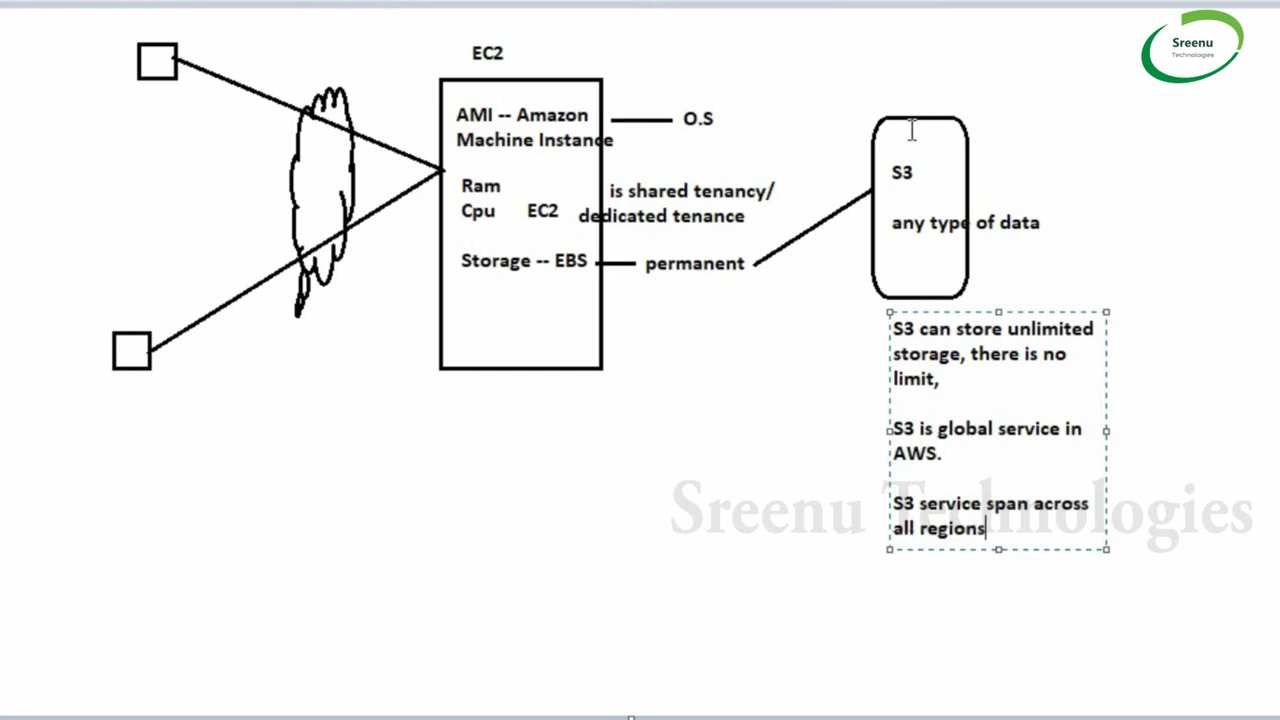 Sreenu
Technologies
EC2
AMI -- Amazon
Machine Instance
O.S
Ram
Cpu EC2
is shared tenancy/
dedicated tenance
Storage -- EBS
permanent
S3
any type of data
S3 can store unlimited
storage, there is no
limit,
S3 is global service in
AWS.
S3 service span across
all regions
Sreenu Technologies